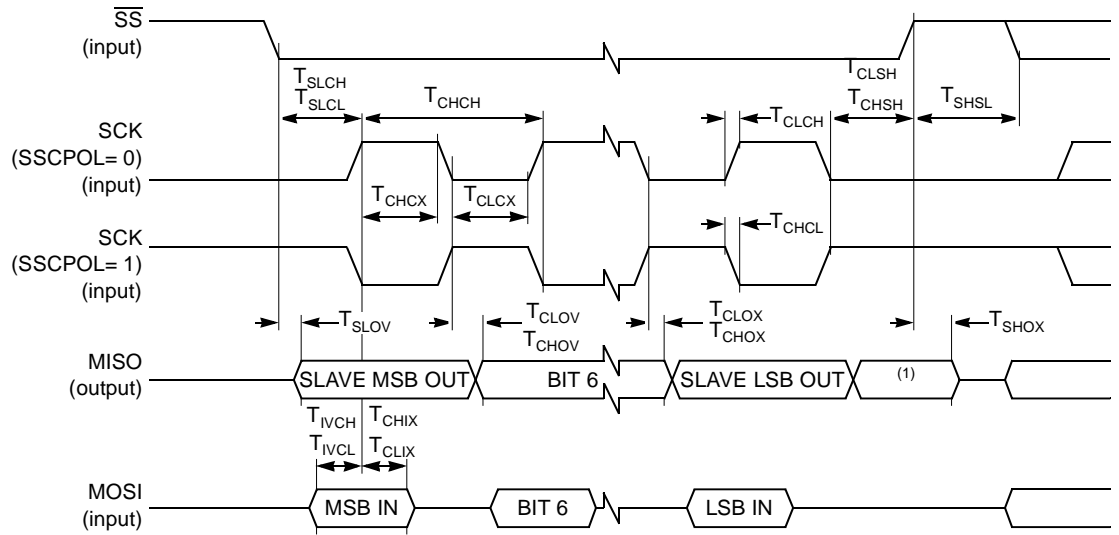 SS
(input)
T_SLCH
T_SLCL
T_CHCH
T_CLCH
T_CLSH
T_CHSH
T_SHSL
SCK
(SSCPOL= 0)
(input)
T_CHCX
T_CLCX
T_CHCL
SCK
(SSCPOL= 1)
(input)
T_SLOV
T_CLOV
T_CHOV
T_CLOX
T_CHOX
T_SHOX
MISO
(output)
SLAVE MSB OUT
BIT 6
SLAVE LSB OUT
(1)
T_IVCH
T_IVCL
T_CHIX
T_CLIX
MOSI
(input)
MSB IN
BIT 6
LSB IN